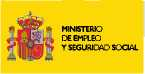 MINISTERIO
DE EMPLEO
Y SEGURIDAD SOCIAL